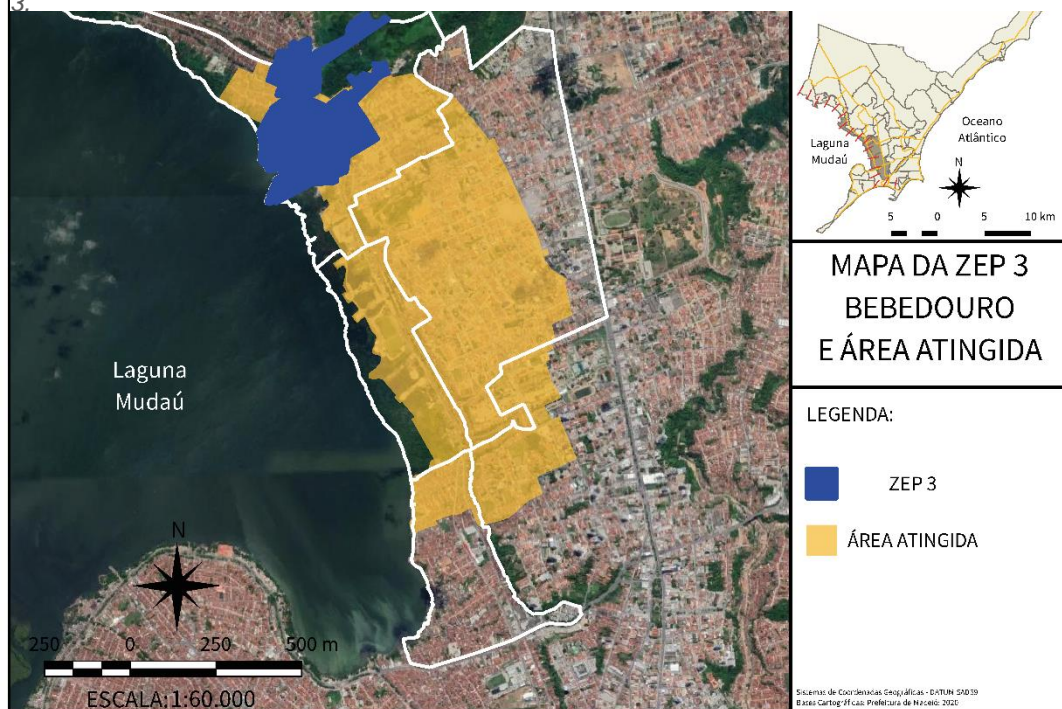 3.
Laguna
Mudaú
N
250 0 250 500 m
ESCALA:1:60.000
Laguna
Mudaú
Oceano
Atlântico
N
5 0 5 10 km
MAPA DA ZEP 3
BEBEDOURO
E ÁREA ATINGIDA
LEGENDA:
ZEP 3
ÁREA ATINGIDA
Sistemas de Coordenadas Geográficas - DATUN SAD39
Bases Cartográficas: Prefeitura de Maceió: 2020